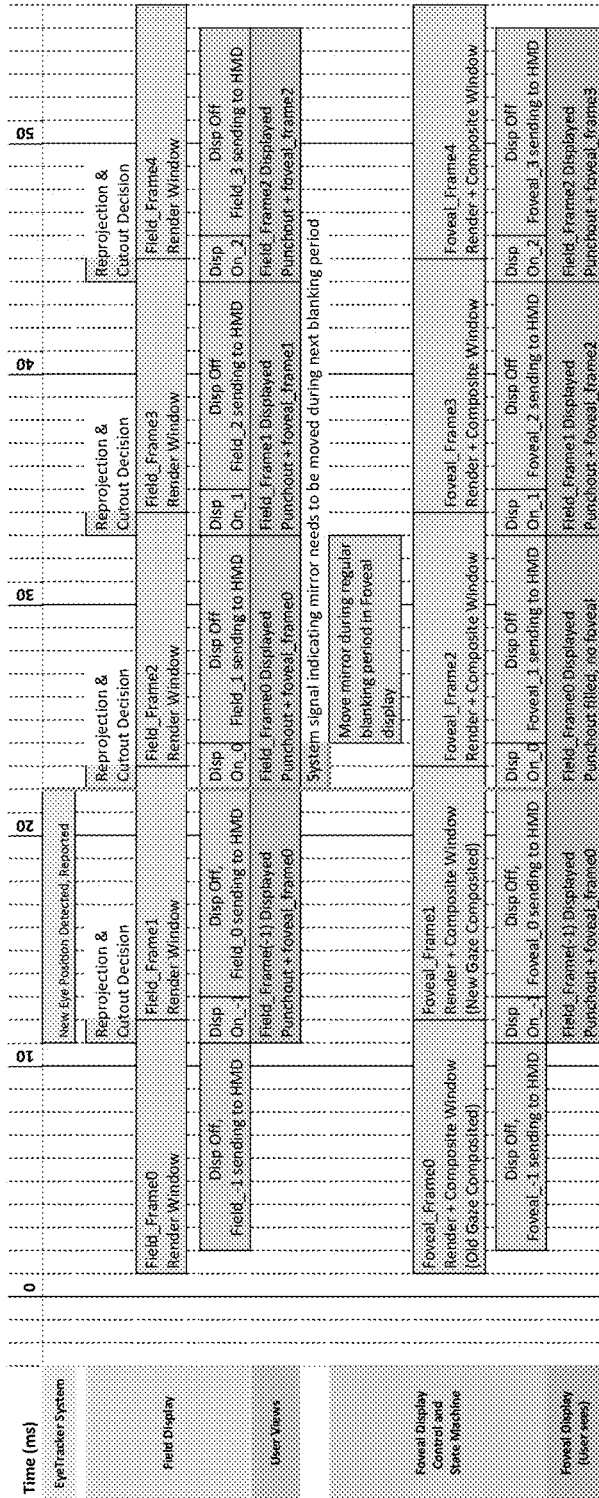 Time (ms)
0
10
20
30
40
50
EyeTracker System
New Eye Position Detected, Reported
Field Display
Reprojection &
Cutout Decision
Reprojection &
Cutout Decision
Reprojection &
Cutout Decision
Reprojection &
Cutout Decision
Field_Frame0
Render Window
Field_Frame1
Render Window
Field_Frame2
Render Window
Field_Frame3
Render Window
Field_Frame4
Render Window
Disp Off,
Field_-1 sending to HMD
Disp
On_-1
Disp Off,
Field_0 sending to HMD
Disp
On_0
Disp Off
Field_1 sending to HMD
Disp
On_1
Disp Off
Field_2 sending to HMD
Disp
On_2
Disp Off
Field_3 sending to HMD
User Views
Field_Frame(-1) Displayed
Punchout + foveal_frame0
Field_Frame0 Displayed
Punchout + foveal_frame0
Field_Frame1 Displayed
Punchout + foveal_frame1
Field_Frame2 Displayed
Punchout + foveal_frame2
System signal indicating mirror needs to be moved during next blanking period
Foveal Display
Control and
State Machine
Move mirror during regular
blanking period in Foveal
display
Foveal_Frame0
Render + Composite Window
(Old Gaze Composited)
Foveal_Frame1
Render + Composite Window
(New Gaze Composited)
Foveal_Frame2
Render + Composite Window
Foveal_Frame3
Render + Composite Window
Foveal_Frame4
Render + Composite Window
Disp Off,
Foveal_-1 sending to HMD
Disp
On_-1
Disp Off,
Foveal_0 sending to HMD
Disp
On_0
Disp Off
Foveal_1 sending to HMD
Disp
On_1
Disp Off
Foveal_2 sending to HMD
Disp
On_2
Disp Off
Foveal_3 sending to HMD
Foveal Display
(User sees)
Field_Frame(-1) Displayed
Punchout + foveal_frame0
Field_Frame0 Displayed
Punchout filled, no foveal
Field_Frame1 Displayed
Punchout + foveal_frame2
Field_Frame2 Displayed
Punchout + foveal_frame3